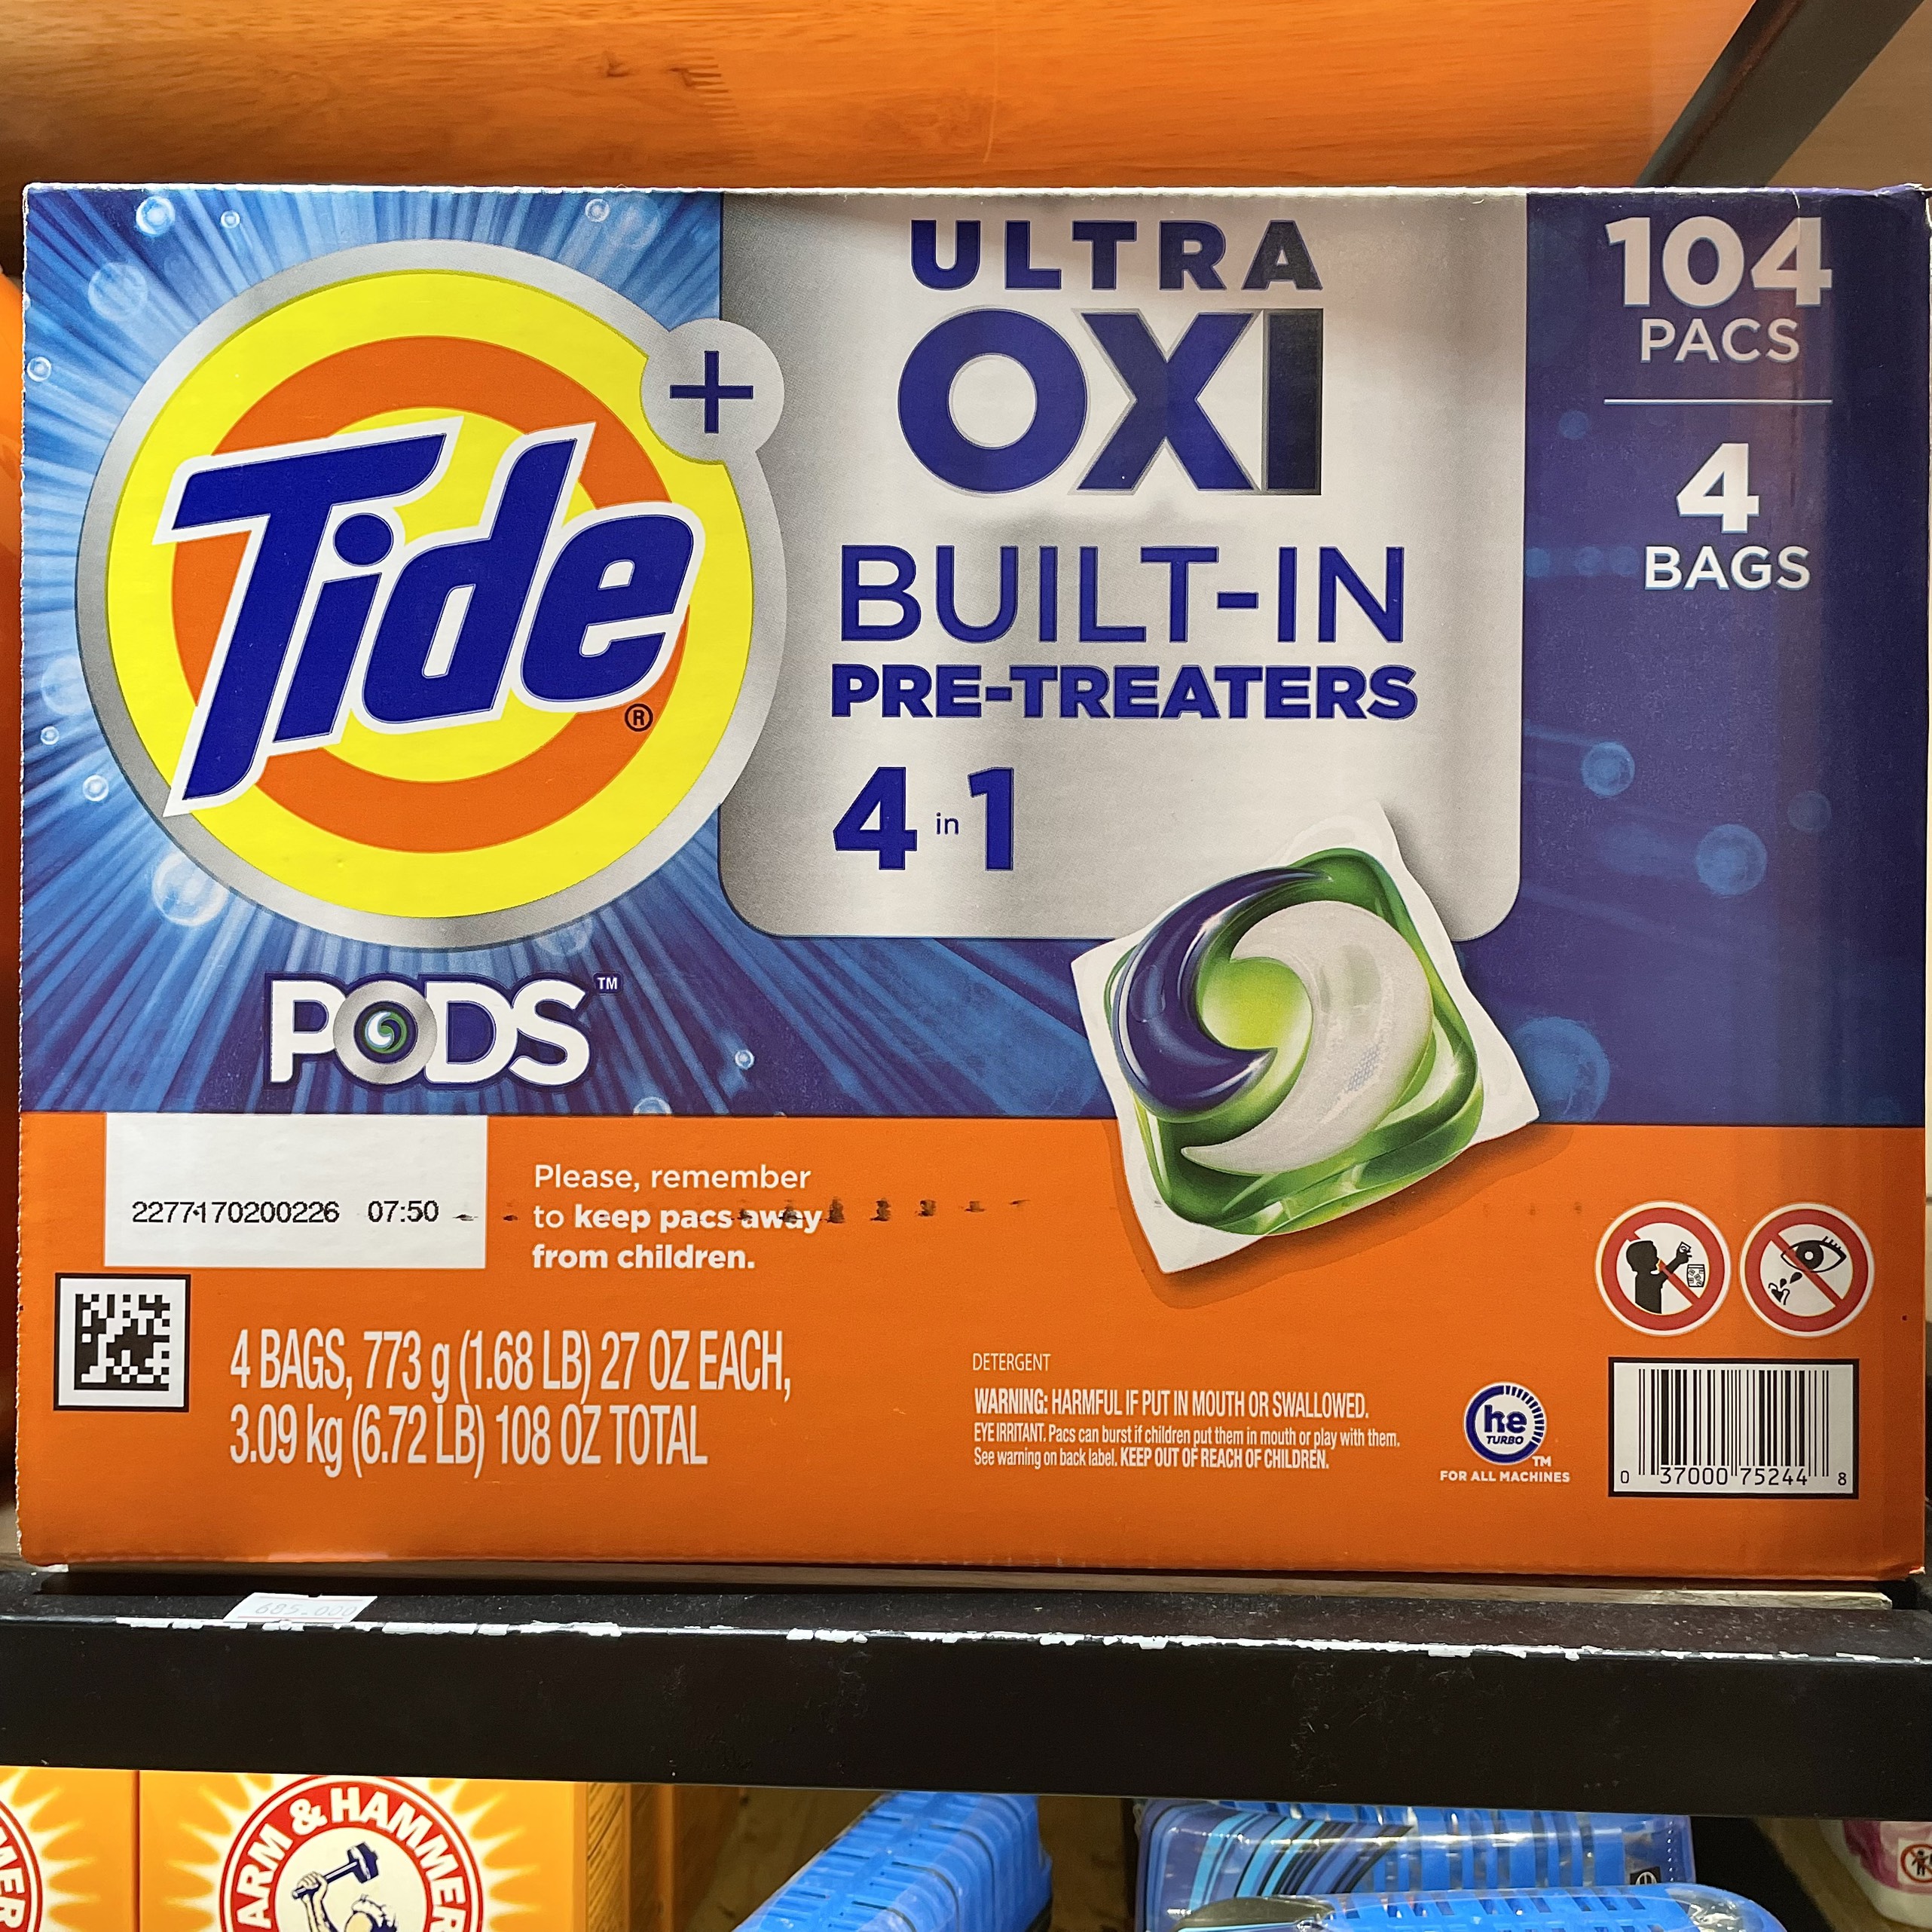 ULTRA
OXI
BUILT-IN
PRE-TREATERS
4 in 1
104
PACS
4
BAGS
+
Tide®
PODS™
2277170200226 07:50
Please, remember
to keep pacs away
from children.
4 BAGS, 773 g (1.68 LB) 27 OZ EACH,
3.09 kg (6.72 LB) 108 OZ TOTAL
DETERGENT
WARNING: HARMFUL IF PUT IN MOUTH OR SWALLOWED.
EYE IRRITANT. Pacs can burst if children put them in mouth or play with them.
See warning on back label. KEEP OUT OF REACH OF CHILDREN.
he
TURBO
TM
FOR ALL MACHINES
0 37000 75244 8
685.000
ARM & HAMMER